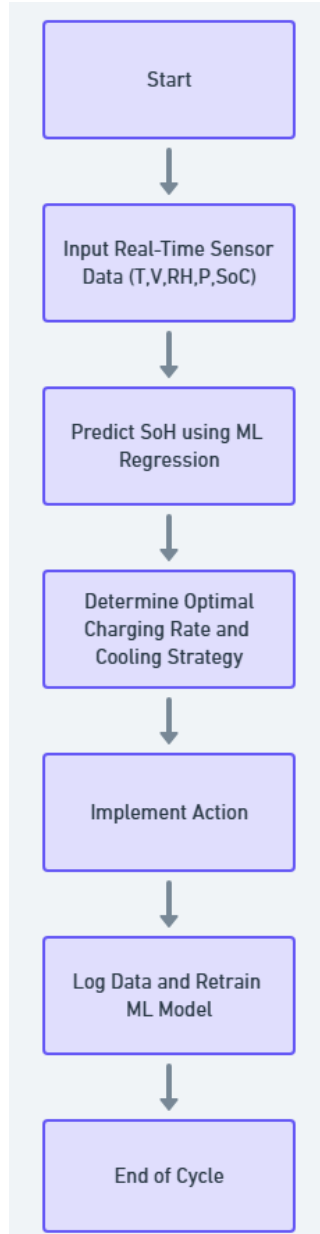 Start
Input Real-Time Sensor
Data (T,V,RH,P,SoC)
Predict SoH using ML
Regression
Determine Optimal
Charging Rate and
Cooling Strategy
Implement Action
Log Data and Retrain
ML Model
End of Cycle